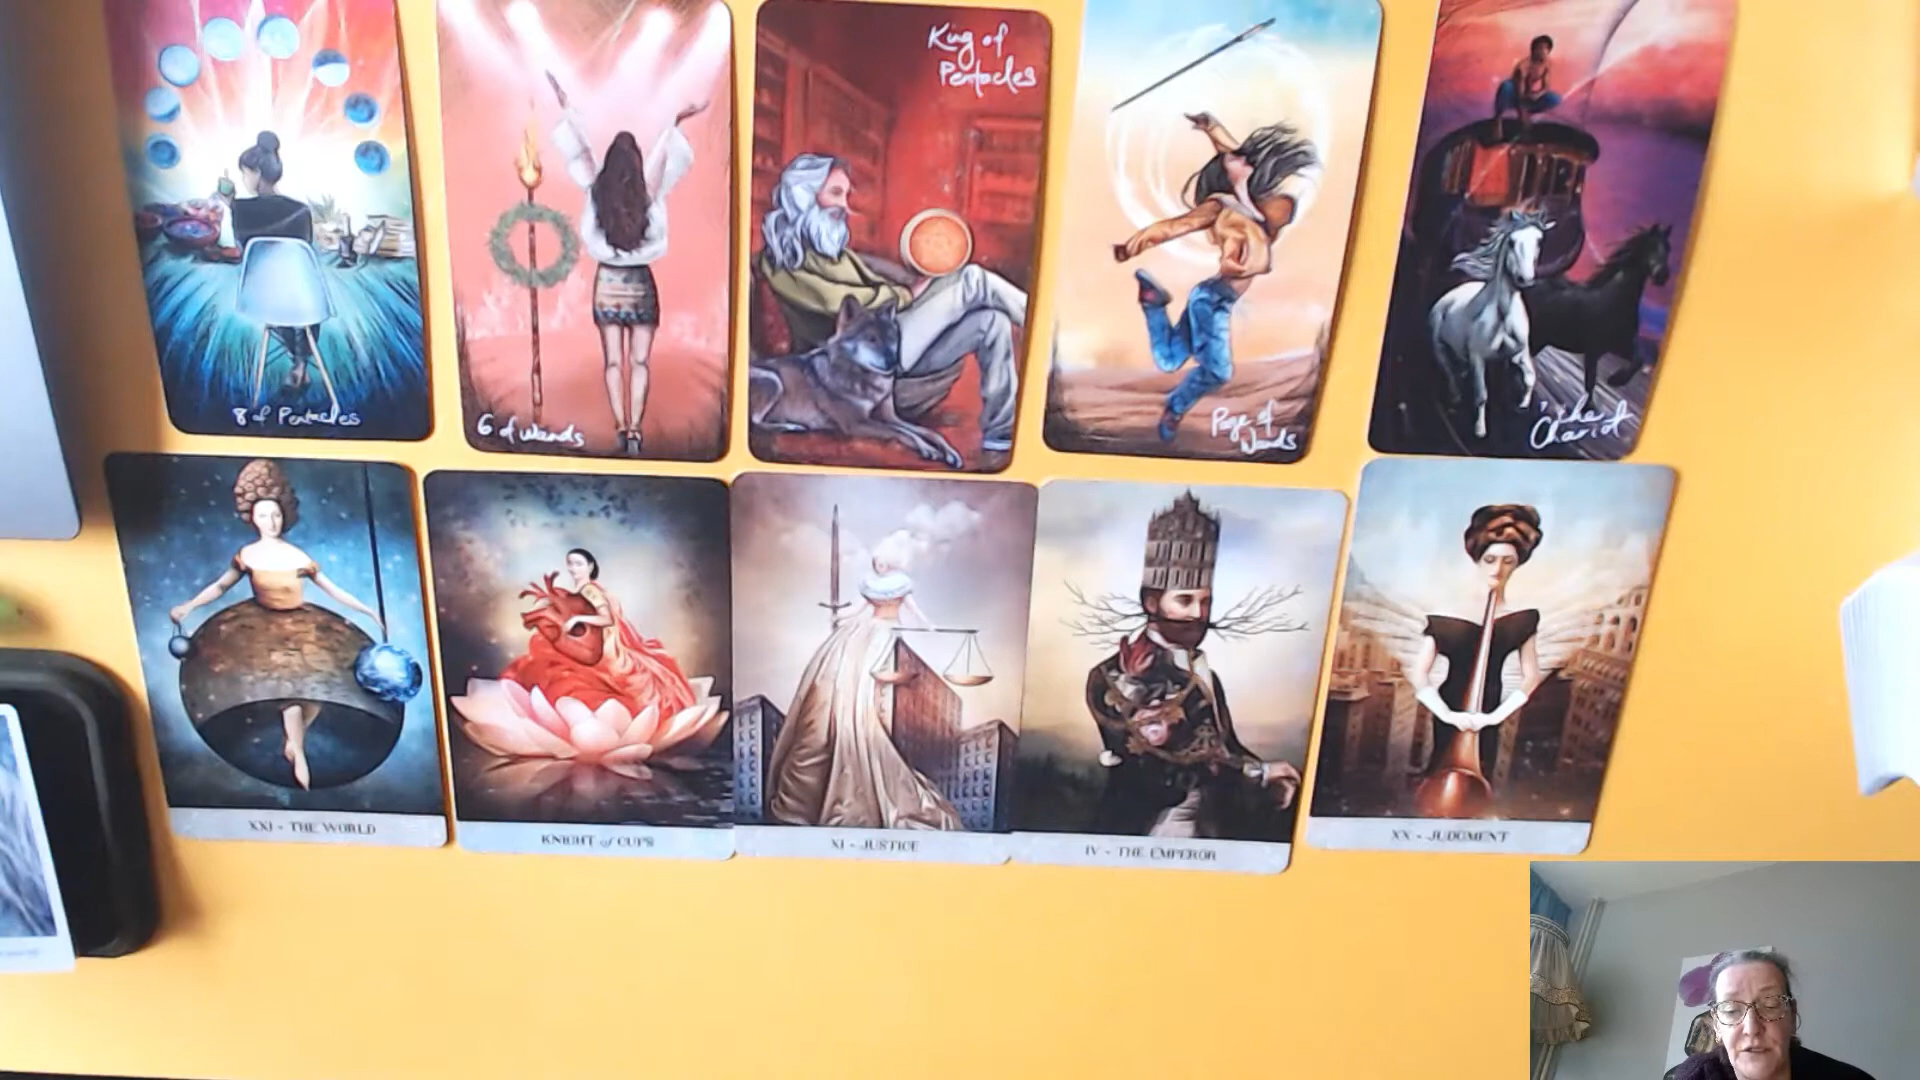 King of
Pentacles
8 of Pentacles
6 of Wands
Page of
Wands
the
Chariot
XXI - THE WORLD
KNIGHT of CUPS
XI - JUSTICE
IV - THE EMPEROR
XX - JUDGMENT